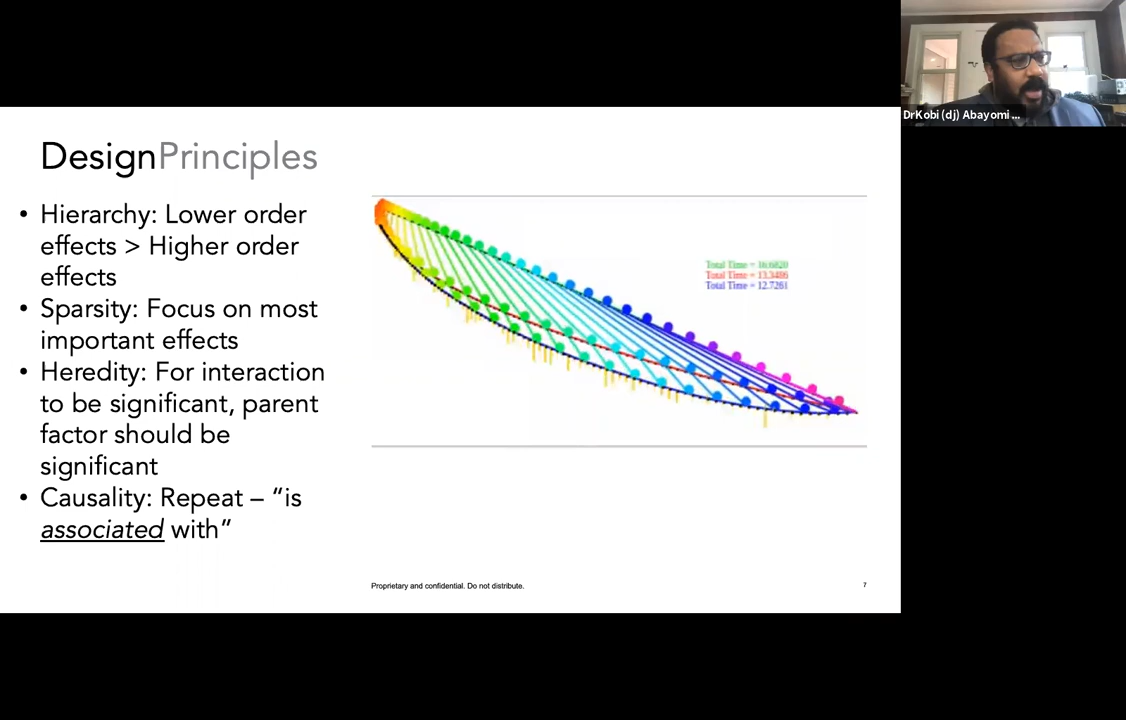 DrKobi (dj) Abayomi ...
DesignPrinciples
• Hierarchy: Lower order
effects > Higher order
effects
• Sparsity: Focus on most
important effects
• Heredity: For interaction
to be significant, parent
factor should be
significant
• Causality: Repeat – “is
associated with”
Total Time = 16.6820
Total Time = 13.3486
Total Time = 12.7261
Proprietary and confidential. Do not distribute.
7